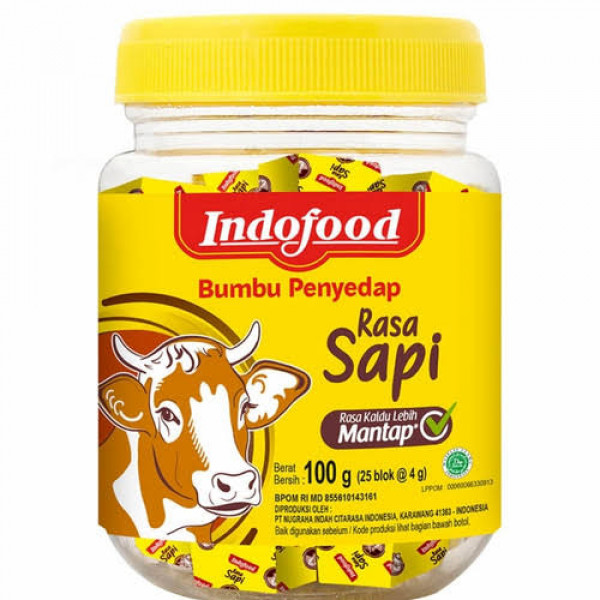 Indofood
Bumbu Penyedap
Rasa
Sapi
Rasa Kaldu Lebih
Mantap
Berat
Bersih : 100 g (25 blok @ 4 g)
BPOM RI MD 855610143161
DIPRODUKSI OLEH :
PT NUGRAHA INDAH CITARASA INDONESIA, KARAWANG 41363 - INDONESIA
Baik digunakan sebelum / Kode produksi lihat bagian bawah botol.
LPPOM 00060066330913